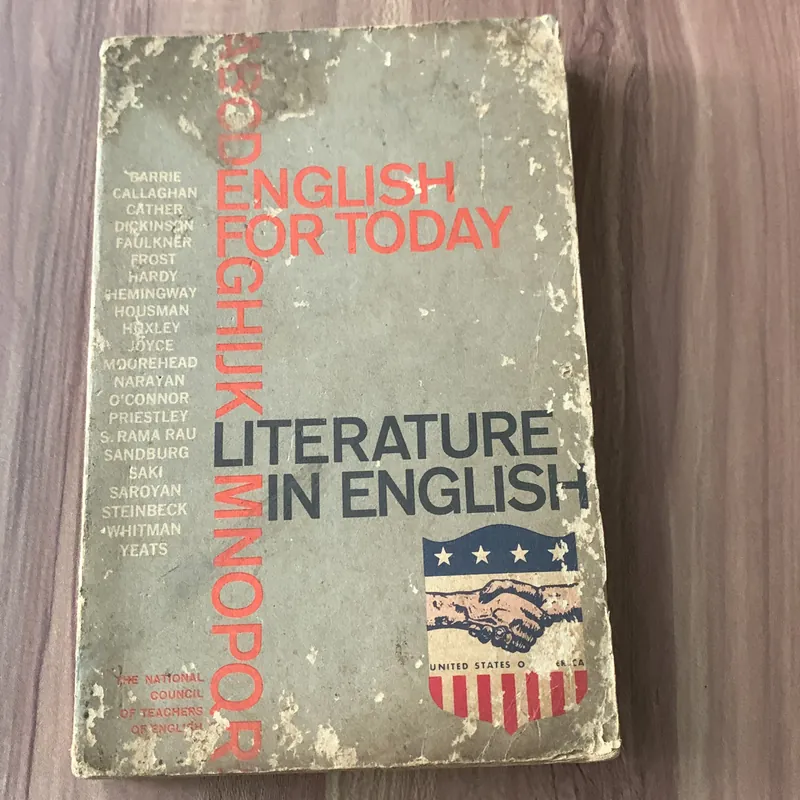 ABCDEFGHIJKLMNOPQR
ENGLISH
FOR TODAY
BARRIE
CALLAGHAN
CATHER
DICKINSON
FAULKNER
FROST
HARDY
HEMINGWAY
HOUSMAN
HUXLEY
JOYCE
MOOREHEAD
NARAYAN
O'CONNOR
PRIESTLEY
S. RAMA RAU
SANDBURG
SAKI
SAROYAN
STEINBECK
WHITMAN
YEATS
LITERATURE
IN ENGLISH
UNITED STATES
THE NATIONAL
COUNCIL
OF TEACHERS
OF ENGLISH